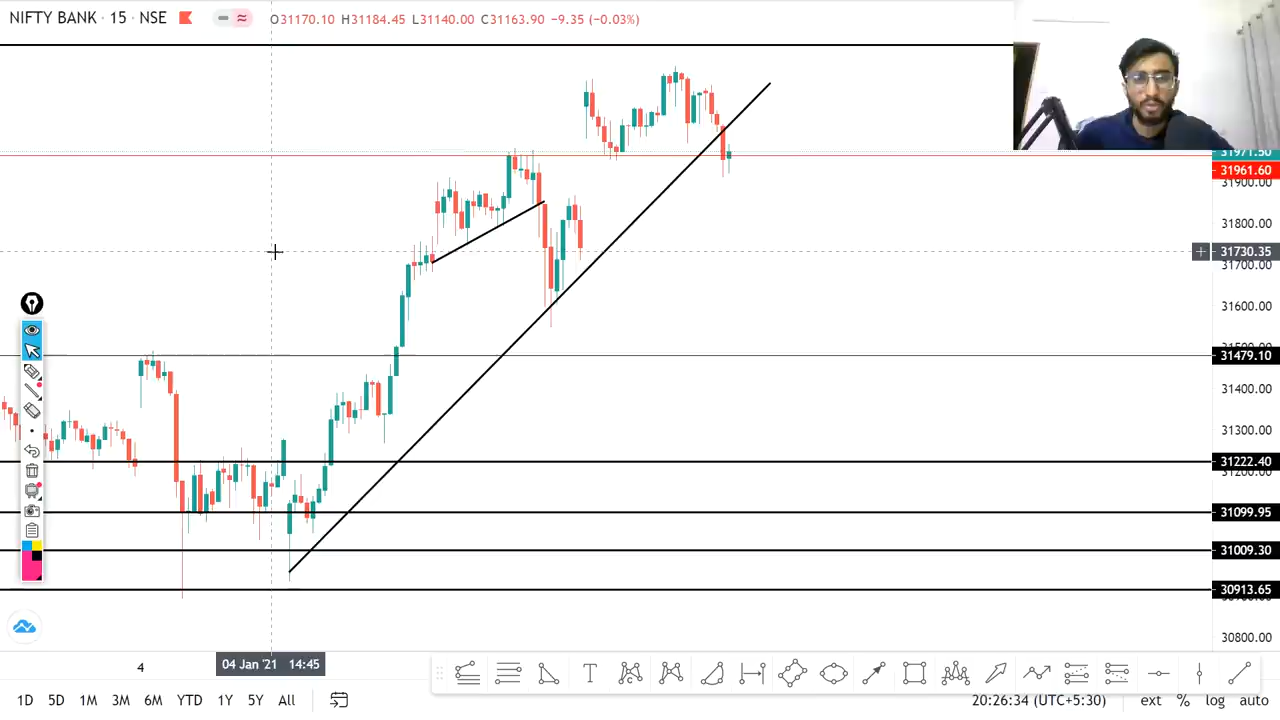 NIFTY BANK · 15 · NSE
O31170.10 H31184.45 L31140.00 C31163.90 −9.35 (−0.03%)
31971.50
31961.60
31900.00
31800.00
31730.35
31700.00
31600.00
31479.10
31400.00
31300.00
31222.40
31200.00
31099.95
31009.30
30913.65
30800.00
4
04 Jan '21 14:45
T
1D 5D 1M 3M 6M YTD 1Y 5Y All
20:26:34 (UTC+5:30) ext % log auto